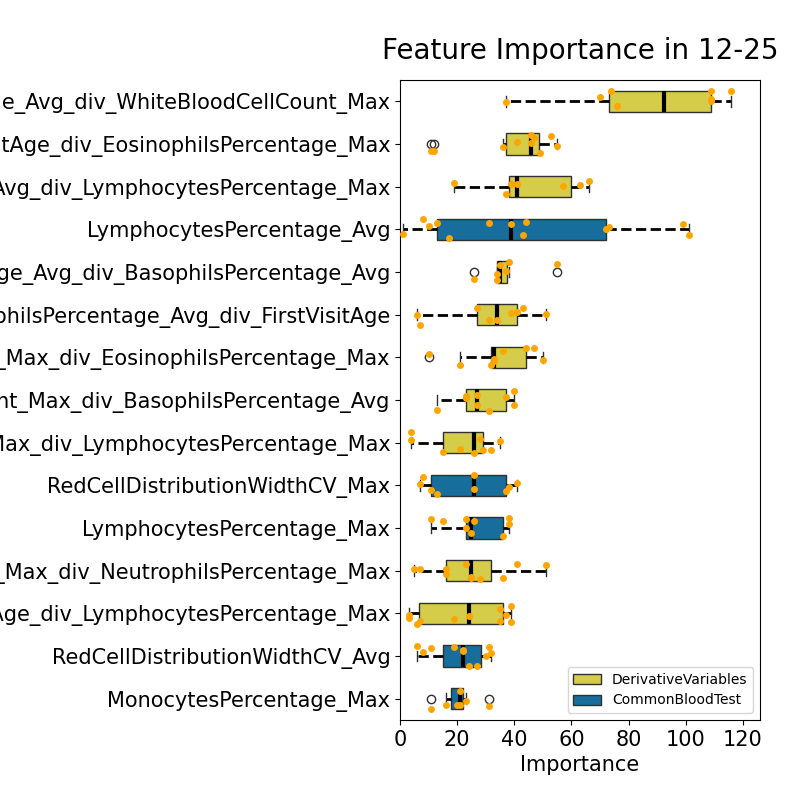 Feature Importance in 12-25
e_Avg_div_WhiteBloodCellCount_Max
tAge_div_EosinophilsPercentage_Max
Avg_div_LymphocytesPercentage_Max
LymphocytesPercentage_Avg
ge_Avg_div_BasophilsPercentage_Avg
philsPercentage_Avg_div_FirstVisitAge
_Max_div_EosinophilsPercentage_Max
nt_Max_div_BasophilsPercentage_Avg
Max_div_LymphocytesPercentage_Max
RedCellDistributionWidthCV_Max
LymphocytesPercentage_Max
_Max_div_NeutrophilsPercentage_Max
Age_div_LymphocytesPercentage_Max
RedCellDistributionWidthCV_Avg
MonocytesPercentage_Max
DerivativeVariables
CommonBloodTest
0 20 40 60 80 100 120
Importance